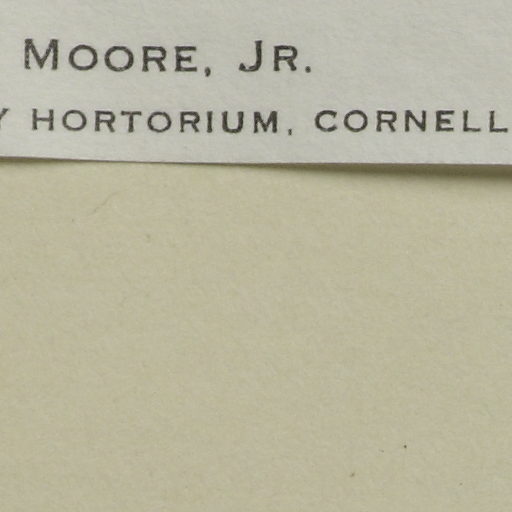 MOORE, JR.
Y HORTORIUM, CORNELL